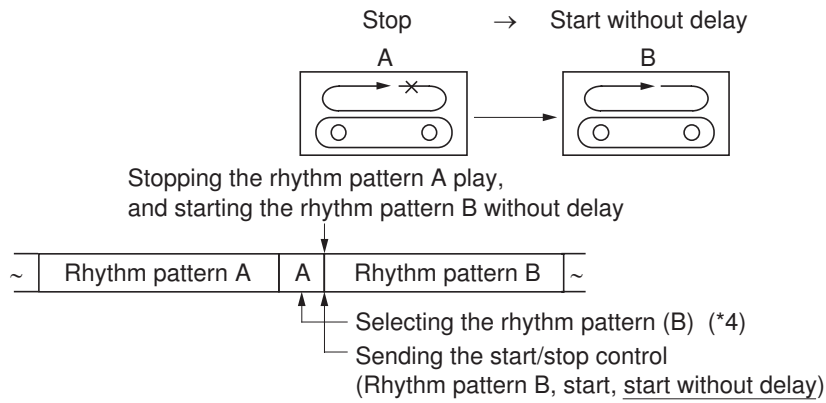 Stop → Start without delay
A B
Stopping the rhythm pattern A play,
and starting the rhythm pattern B without delay
~ Rhythm pattern A A Rhythm pattern B ~
Selecting the rhythm pattern (B) (*4)
Sending the start/stop control
(Rhythm pattern B, start, start without delay)